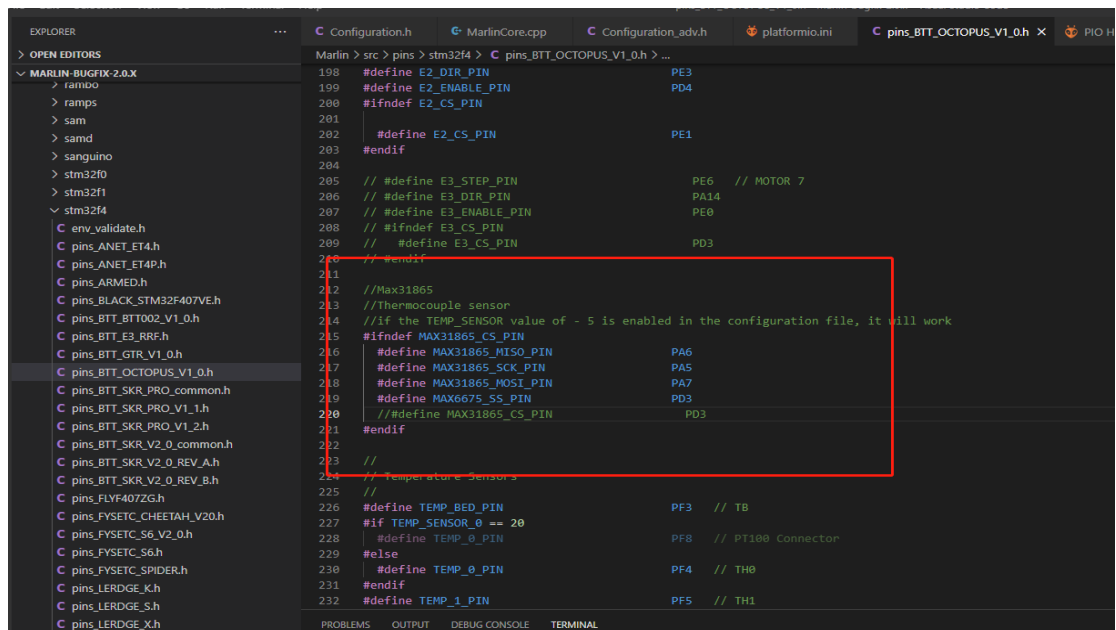 EXPLORER
···
> OPEN EDITORS
MARLIN-BUGFIX-2.0.X
> rambo
> ramps
> sam
> samd
> sanguino
> stm32f0
> stm32f1
stm32f4
C env_validate.h
C pins_ANET_ET4.h
C pins_ANET_ET4P.h
C pins_ARMED.h
C pins_BLACK_STM32F407VE.h
C pins_BTT_BTT002_V1_0.h
C pins_BTT_E3_RRF.h
C pins_BTT_GTR_V1_0.h
C pins_BTT_OCTOPUS_V1_0.h
C pins_BTT_SKR_PRO_common.h
C pins_BTT_SKR_PRO_V1_1.h
C pins_BTT_SKR_PRO_V1_2.h
C pins_BTT_SKR_V2_0_common.h
C pins_BTT_SKR_V2_0_REV_A.h
C pins_BTT_SKR_V2_0_REV_B.h
C pins_FLYF407ZG.h
C pins_FYSETC_CHEETAH_V20.h
C pins_FYSETC_S6_V2_0.h
C pins_FYSETC_S6.h
C pins_FYSETC_SPIDER.h
C pins_LERDGE_K.h
C pins_LERDGE_S.h
C pins_LERDGE_X.h
C Configuration.h C+ MarlinCore.cpp C Configuration_adv.h platformio.ini C pins_BTT_OCTOPUS_V1_0.h × PIO H
Marlin > src > pins > stm32f4 > C pins_BTT_OCTOPUS_V1_0.h > ...
198 #define E2_DIR_PIN PE3
199 #define E2_ENABLE_PIN PD4
200 #ifndef E2_CS_PIN
201
202 #define E2_CS_PIN PE1
203 #endif
204
205 // #define E3_STEP_PIN PE6 // MOTOR 7
206 // #define E3_DIR_PIN PA14
207 // #define E3_ENABLE_PIN PE0
208 // #ifndef E3_CS_PIN
209 // #define E3_CS_PIN PD3
210 // #endif
211
212 //Max31865
213 //Thermocouple sensor
214 //if the TEMP_SENSOR value of - 5 is enabled in the configuration file, it will work
215 #ifndef MAX31865_CS_PIN
216 #define MAX31865_MISO_PIN PA6
217 #define MAX31865_SCK_PIN PA5
218 #define MAX31865_MOSI_PIN PA7
219 #define MAX6675_SS_PIN PD3
220 //#define MAX31865_CS_PIN PD3
221 #endif
222
223 //
224 // Temperature Sensors
225 //
226 #define TEMP_BED_PIN PF3 // TB
227 #if TEMP_SENSOR_0 == 20
228 #define TEMP_0_PIN PF8 // PT100 Connector
229 #else
230 #define TEMP_0_PIN PF4 // TH0
231 #endif
232 #define TEMP_1_PIN PF5 // TH1
PROBLEMS OUTPUT DEBUG CONSOLE TERMINAL